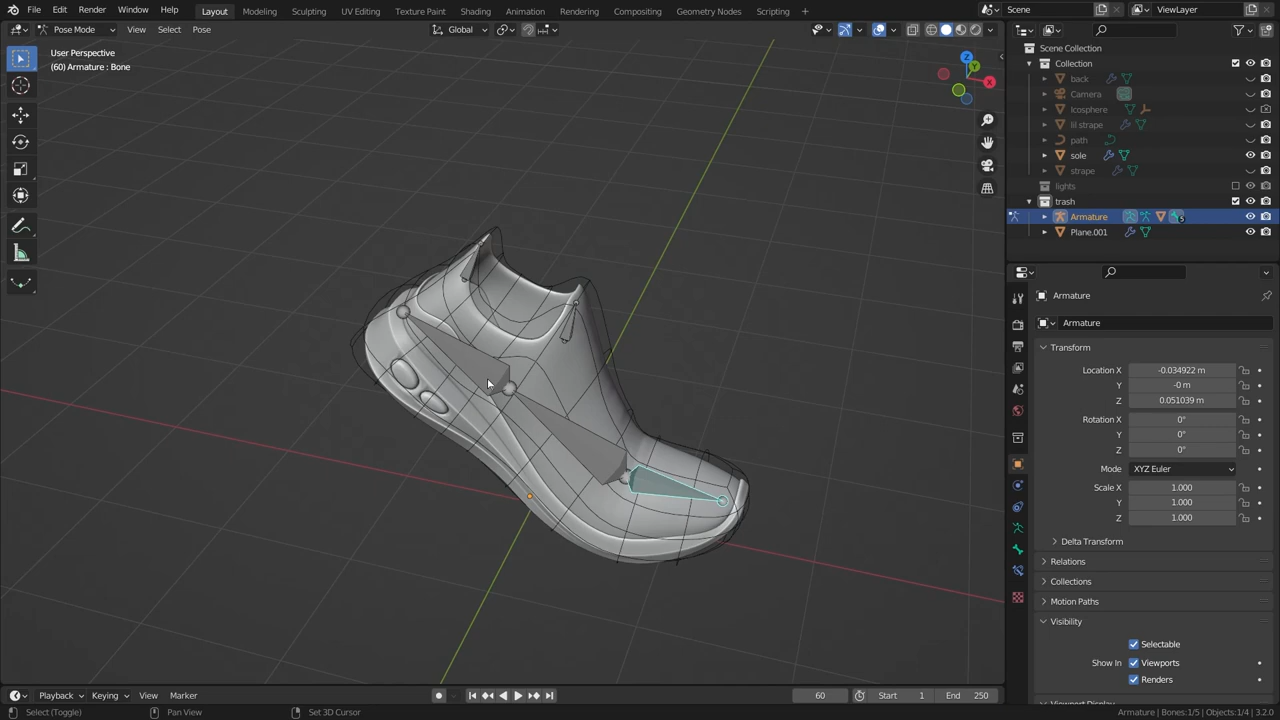 File Edit Render Window Help Layout Modeling Sculpting UV Editing Texture Paint Shading Animation Rendering Compositing Geometry Nodes Scripting + Scene ViewLayer
Pose Mode View Select Pose Global
User Perspective
(60) Armature : Bone
Z
Y
X
Scene Collection
Collection
back
Camera
Icosphere
lil strape
path
sole
strape
lights
trash
Armature 5
Plane.001
Armature
Armature
Transform
Location X -0.034922 m
Y -0 m
Z 0.051039 m
Rotation X 0°
Y 0°
Z 0°
Mode XYZ Euler
Scale X 1.000
Y 1.000
Z 1.000
Delta Transform
Relations
Collections
Motion Paths
Visibility
Selectable
Show In Viewports
Renders
Playback Keying View Marker 60 Start 1 End 250
Select (Toggle) Pan View Set 3D Cursor Armature | Bones:1/5 | Objects:1/4 | 3.2.0